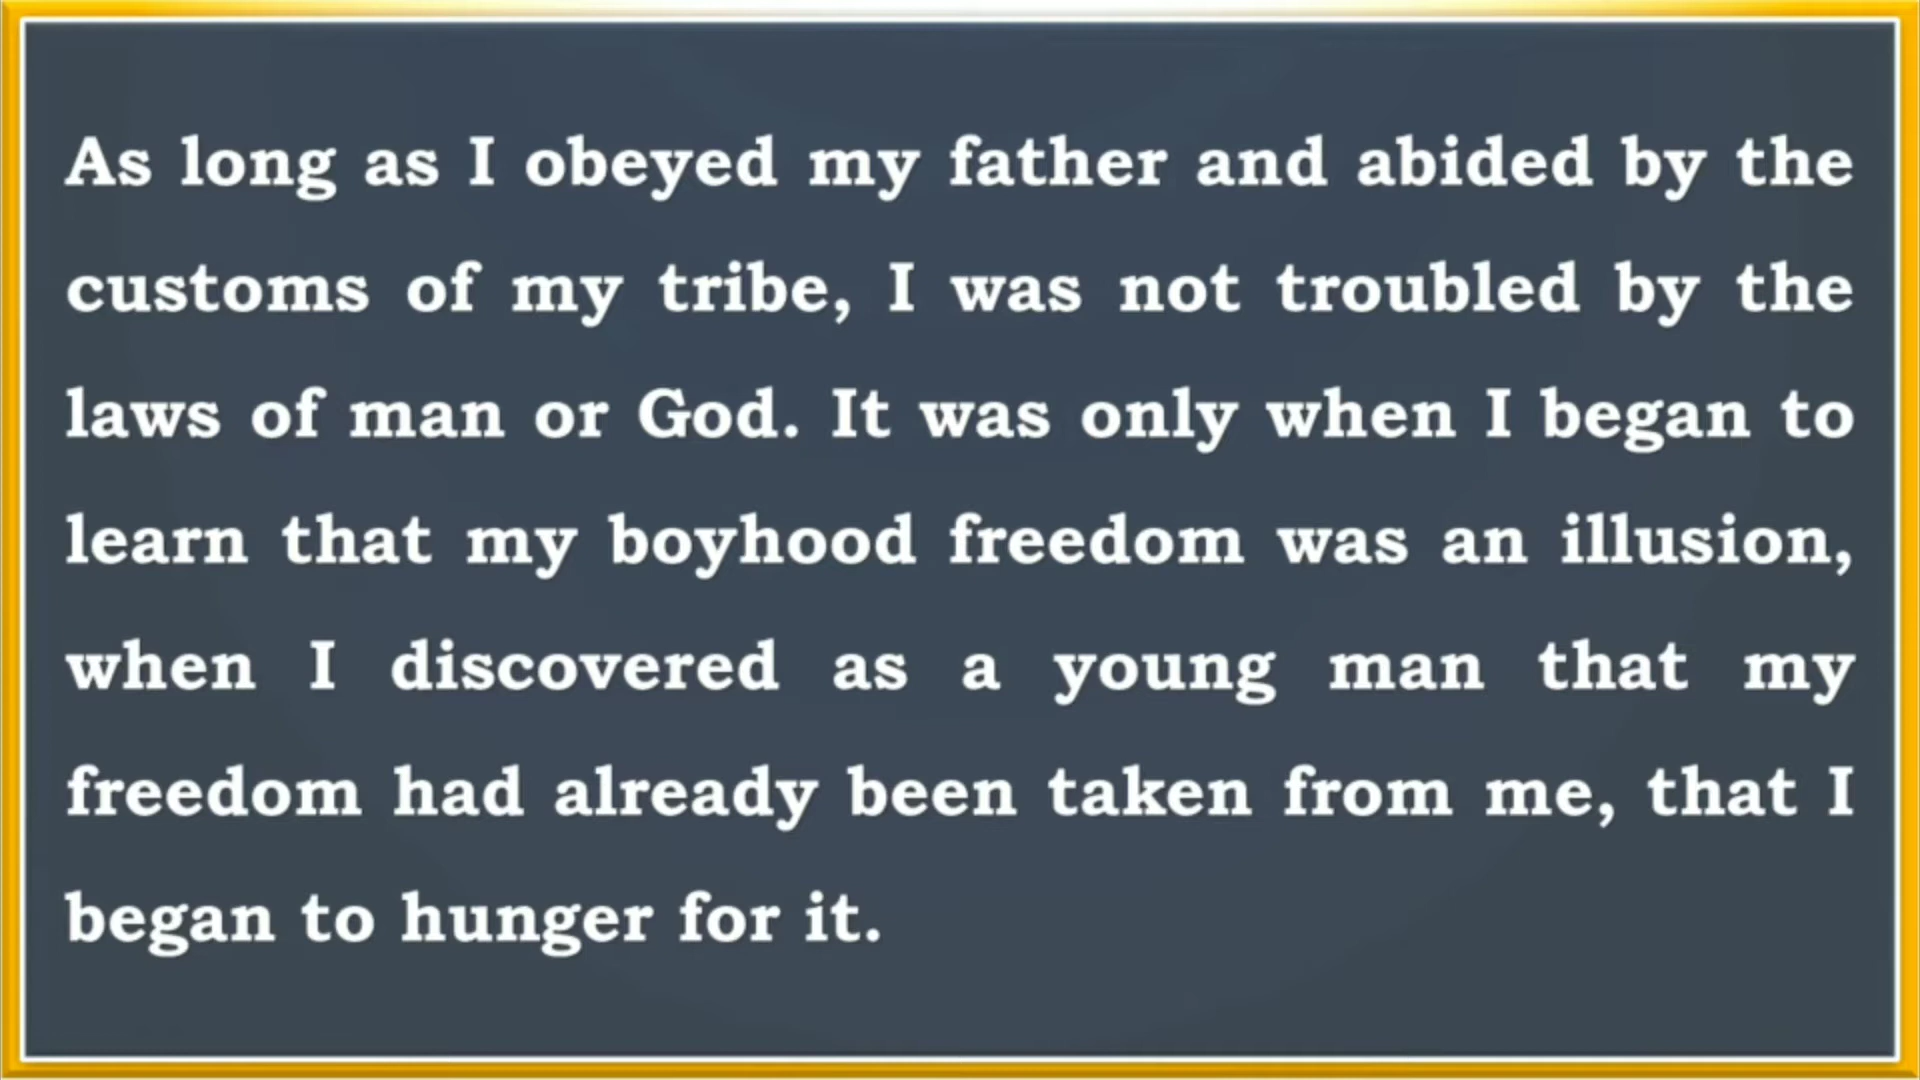 As long as I obeyed my father and abided by the
customs of my tribe, I was not troubled by the
laws of man or God. It was only when I began to
learn that my boyhood freedom was an illusion,
when I discovered as a young man that my
freedom had already been taken from me, that I
began to hunger for it.